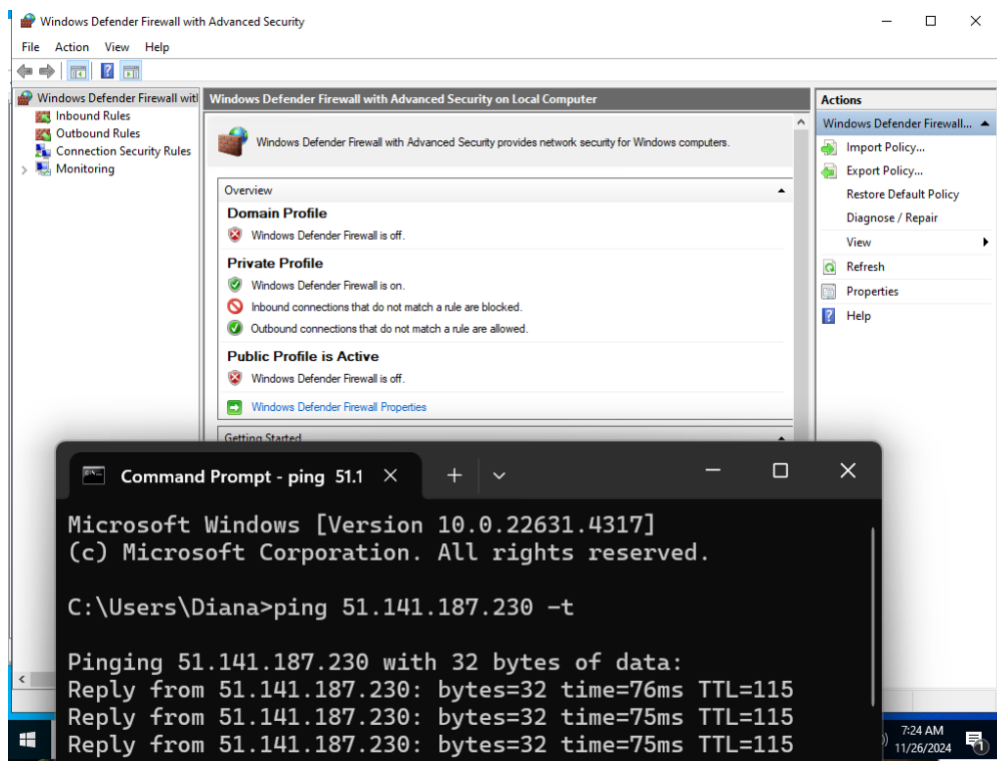 Windows Defender Firewall with Advanced Security
File Action View Help
Windows Defender Firewall witl
Inbound Rules
Outbound Rules
Connection Security Rules
Monitoring
Windows Defender Firewall with Advanced Security on Local Computer
Windows Defender Firewall with Advanced Security provides network security for Windows computers.
Overview
Domain Profile
Windows Defender Firewall is off.
Private Profile
Windows Defender Firewall is on.
Inbound connections that do not match a rule are blocked.
Outbound connections that do not match a rule are allowed.
Public Profile is Active
Windows Defender Firewall is off.
Windows Defender Firewall Properties
Getting Started
Actions
Windows Defender Firewall...
Import Policy...
Export Policy...
Restore Default Policy
Diagnose / Repair
View
Refresh
Properties
Help
Command Prompt - ping 51.1
Microsoft Windows [Version 10.0.22631.4317]
(c) Microsoft Corporation. All rights reserved.
C:\Users\Diana>ping 51.141.187.230 -t
Pinging 51.141.187.230 with 32 bytes of data:
Reply from 51.141.187.230: bytes=32 time=76ms TTL=115
Reply from 51.141.187.230: bytes=32 time=75ms TTL=115
Reply from 51.141.187.230: bytes=32 time=75ms TTL=115
7:24 AM
11/26/2024
1